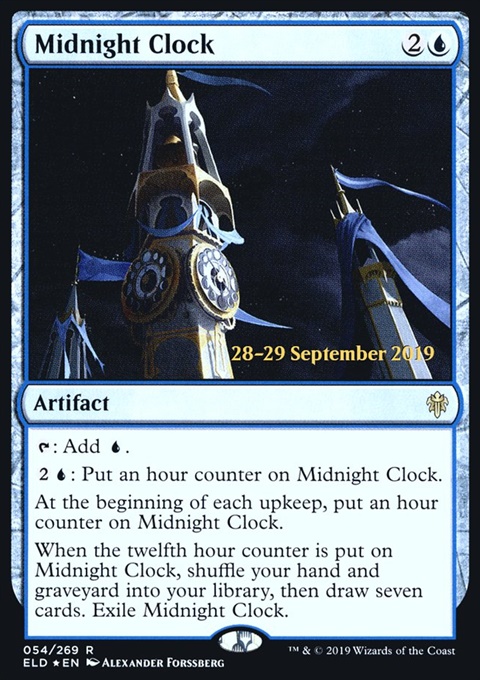 Midnight Clock 2
28-29 September 2019
Artifact
: Add .
2 : Put an hour counter on Midnight Clock.
At the beginning of each upkeep, put an hour
counter on Midnight Clock.
When the twelfth hour counter is put on
Midnight Clock, shuffle your hand and
graveyard into your library, then draw seven
cards. Exile Midnight Clock.
054/269 R
ELD ★ EN Alexander Forssberg
™ & © 2019 Wizards of the Coast